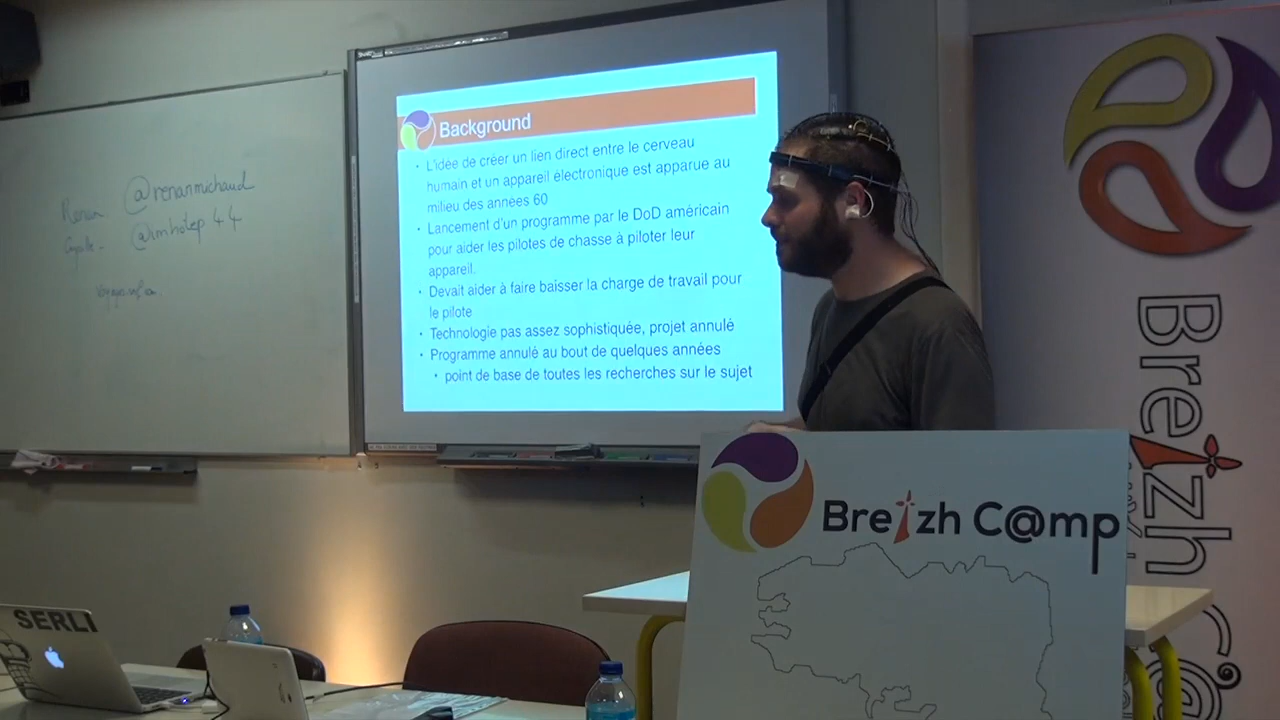 @renanmichaud
@imhotep44
Background
• L'idée de créer un lien direct entre le cerveau
humain et un appareil électronique est apparue au
milieu des années 60
• Lancement d'un programme par le DoD américain
pour aider les pilotes de chasse à piloter leur
appareil.
• Devait aider à faire baisser la charge de travail pour
le pilote
• Technologie pas assez sophistiquée, projet annulé
• Programme annulé au bout de quelques années
• point de base de toutes les recherches sur le sujet
Breizh C@mp
Breizh C@
SERLI